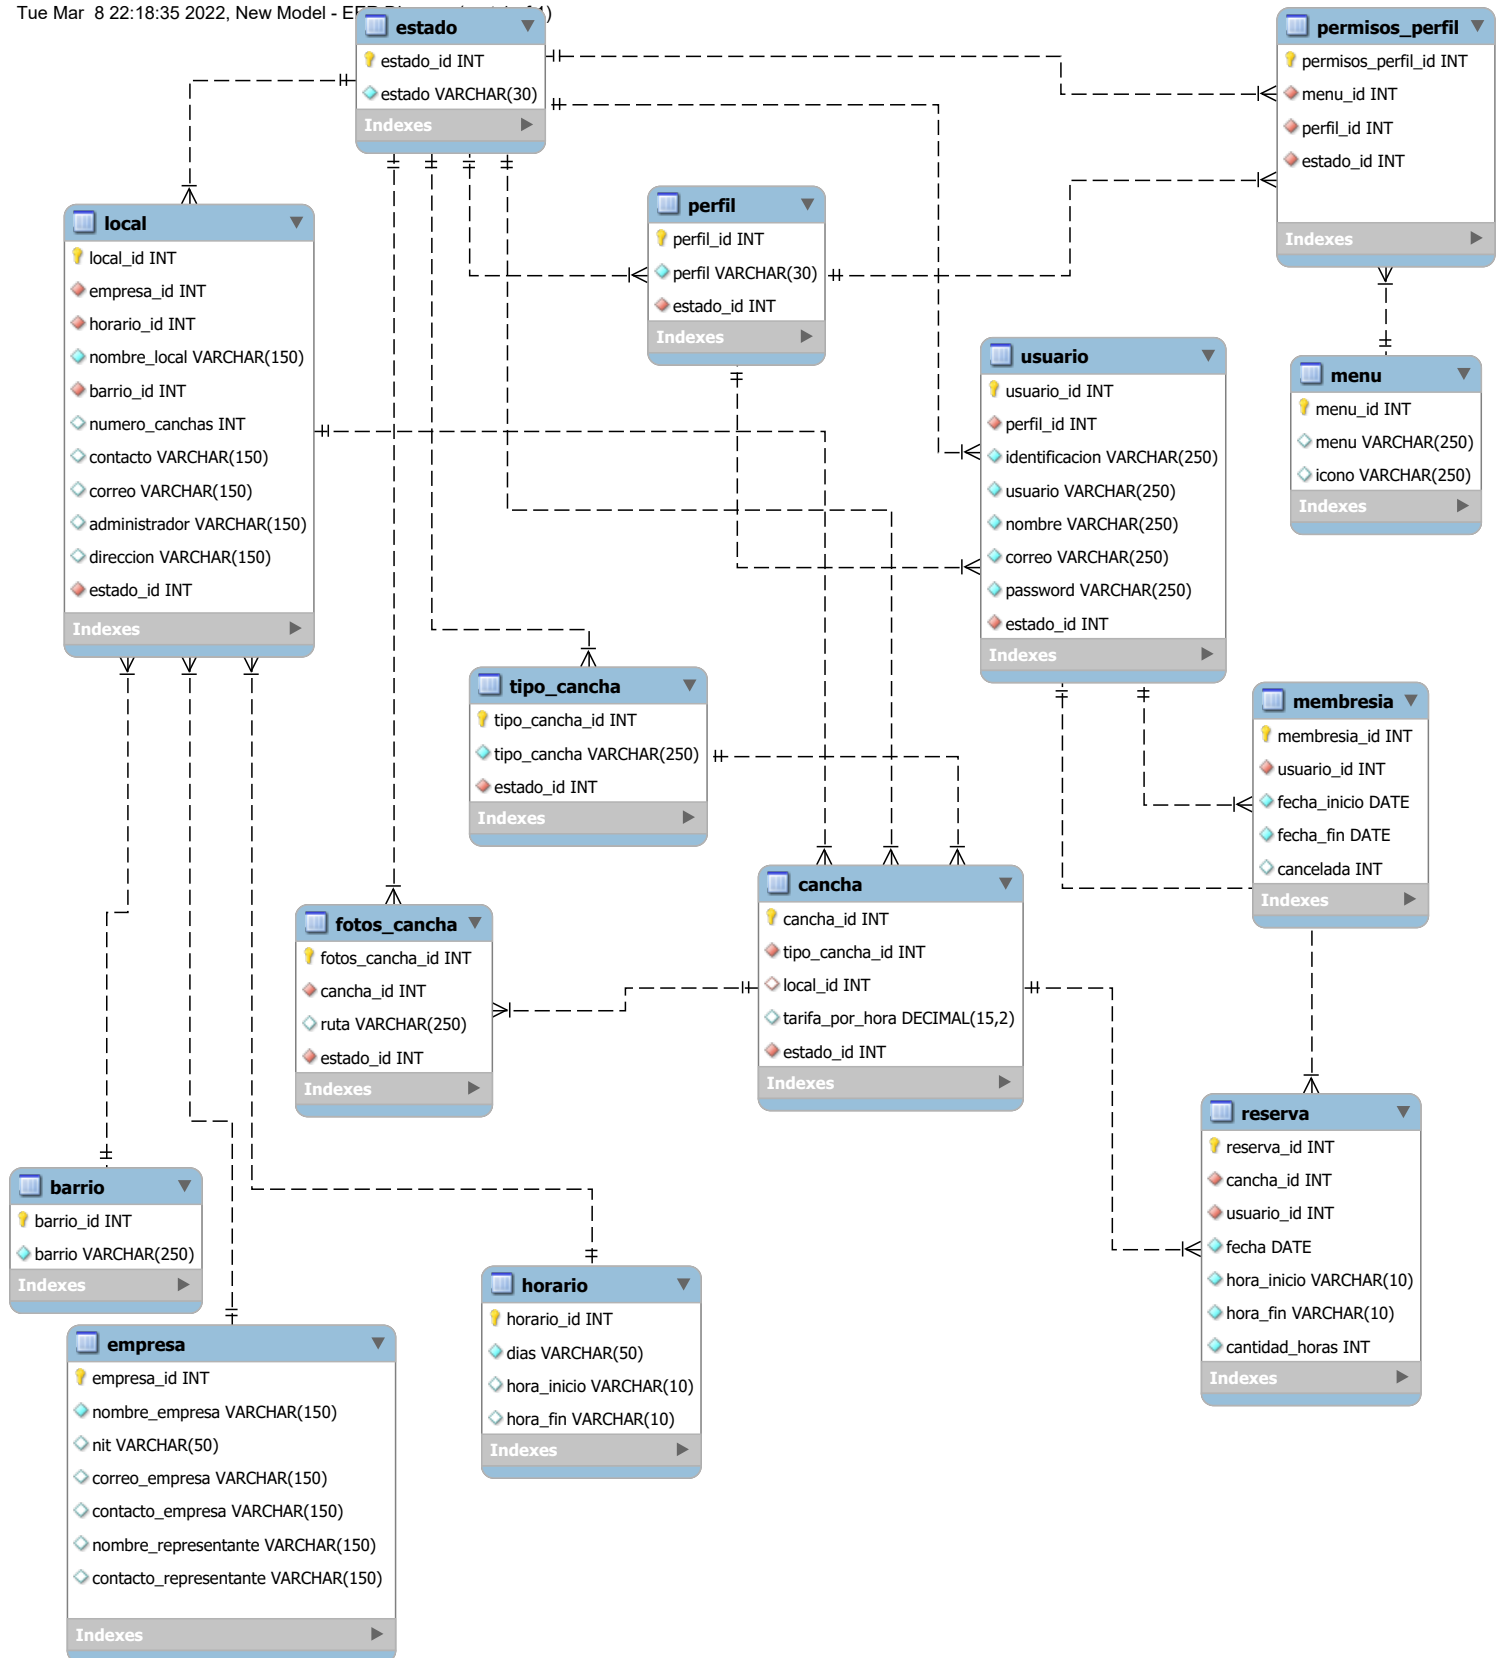 Tue Mar 8 22:18:35 2022, New Model -
estado
estado_id INT
estado VARCHAR(30)
Indexes
permisos_perfil
permisos_perfil_id INT
menu_id INT
perfil_id INT
estado_id INT
Indexes
local
local_id INT
empresa_id INT
horario_id INT
nombre_local VARCHAR(150)
barrio_id INT
numero_canchas INT
contacto VARCHAR(150)
correo VARCHAR(150)
administrador VARCHAR(150)
direccion VARCHAR(150)
estado_id INT
Indexes
perfil
perfil_id INT
perfil VARCHAR(30)
estado_id INT
Indexes
usuario
usuario_id INT
perfil_id INT
identificacion VARCHAR(250)
usuario VARCHAR(250)
nombre VARCHAR(250)
correo VARCHAR(250)
password VARCHAR(250)
estado_id INT
Indexes
menu
menu_id INT
menu VARCHAR(250)
icono VARCHAR(250)
Indexes
tipo_cancha
tipo_cancha_id INT
tipo_cancha VARCHAR(250)
estado_id INT
Indexes
membresia
membresia_id INT
usuario_id INT
fecha_inicio DATE
fecha_fin DATE
cancelada INT
Indexes
fotos_cancha
fotos_cancha_id INT
cancha_id INT
ruta VARCHAR(250)
estado_id INT
Indexes
cancha
cancha_id INT
tipo_cancha_id INT
local_id INT
tarifa_por_hora DECIMAL(15,2)
estado_id INT
Indexes
reserva
reserva_id INT
cancha_id INT
usuario_id INT
fecha DATE
hora_inicio VARCHAR(10)
hora_fin VARCHAR(10)
cantidad_horas INT
Indexes
barrio
barrio_id INT
barrio VARCHAR(250)
Indexes
horario
horario_id INT
dias VARCHAR(50)
hora_inicio VARCHAR(10)
hora_fin VARCHAR(10)
Indexes
empresa
empresa_id INT
nombre_empresa VARCHAR(150)
nit VARCHAR(50)
correo_empresa VARCHAR(150)
contacto_empresa VARCHAR(150)
nombre_representante VARCHAR(150)
contacto_representante VARCHAR(150)
Indexes